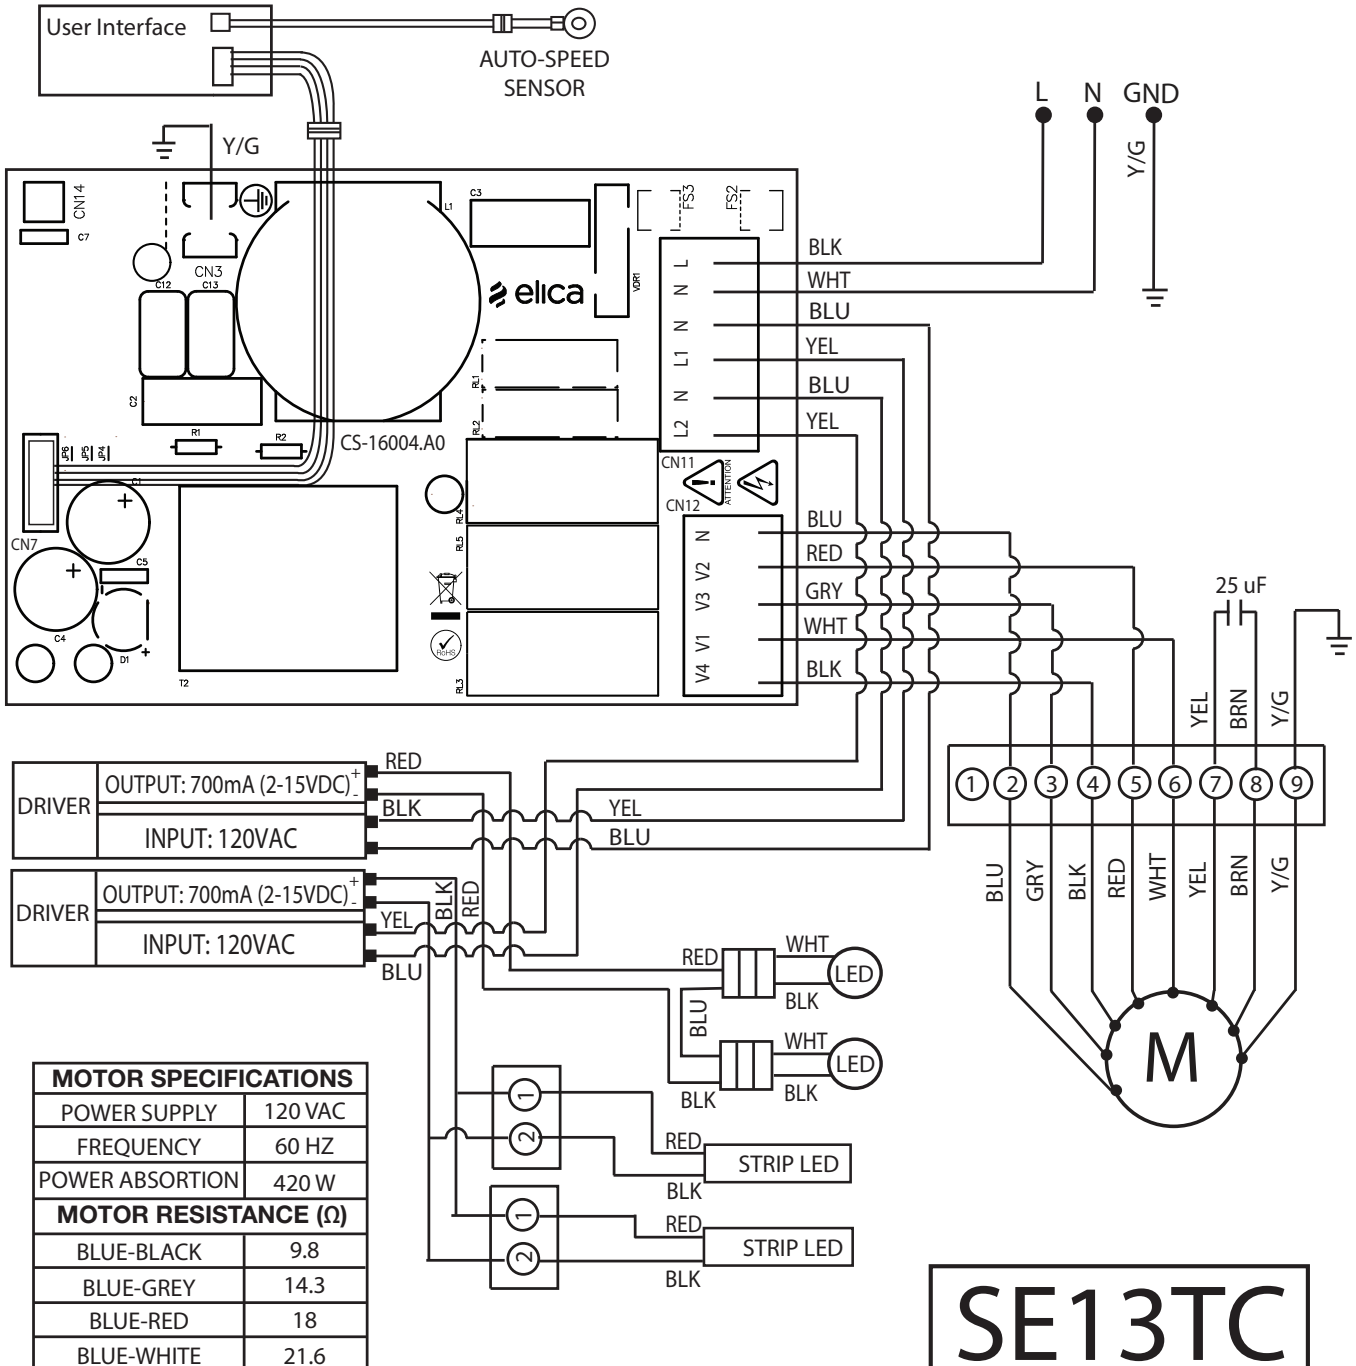 User Interface
AUTO-SPEED
SENSOR
L N GND
Y/G
Y/G
CN14
C7
CN3
C12 C13
L1
C3
VDR1
FS3 FS2
elica
C2
R1
R2
RL1
RL2
CS-16004.A0
JP6 JP5 JP4
CN7
C1
+
+
C5
C4
D1
+
T2
RL4
RL5
RL3
RoHS
L BLK
N WHT
N BLU
L1 YEL
N BLU
L2 YEL
CN11
ATTENTION
CN12
N BLU
V2 RED
V3 GRY
V1 WHT
V4 BLK
25 uF
YEL BRN Y/G
1 2 3 4 5 6 7 8 9
BLU GRY BLK RED WHT YEL BRN Y/G
M
DRIVER
OUTPUT: 700mA (2-15VDC) + -
INPUT: 120VAC
RED
BLK
YEL
BLU
DRIVER
OUTPUT: 700mA (2-15VDC) + -
INPUT: 120VAC
YEL
BLU
BLK RED
RED WHT
LED
BLK
BLU
WHT
LED
BLK
BLK
1
2
RED
STRIP LED
BLK
1
2
RED
STRIP LED
BLK
MOTOR SPECIFICATIONS
POWER SUPPLY 120 VAC
FREQUENCY 60 HZ
POWER ABSORTION 420 W
MOTOR RESISTANCE (Ω)
BLUE-BLACK 9.8
BLUE-GREY 14.3
BLUE-RED 18
BLUE-WHITE 21.6
SE13TC